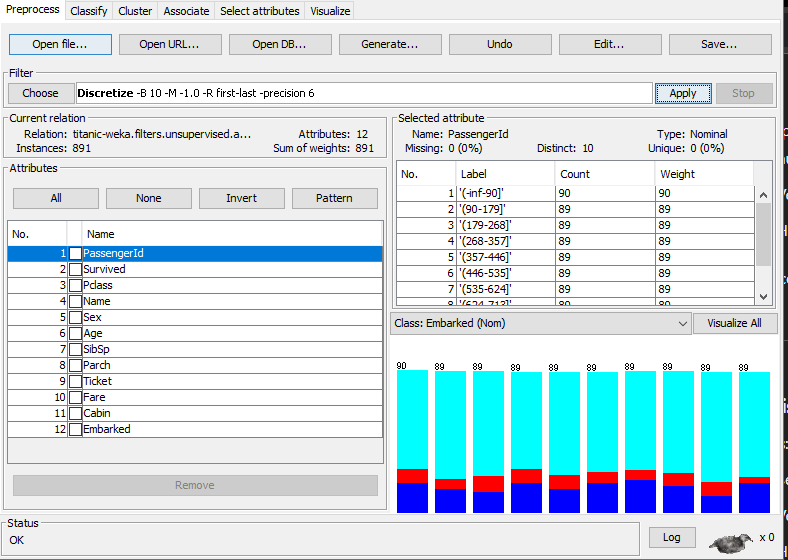 Preprocess Classify Cluster Associate Select attributes Visualize
Open file... Open URL... Open DB... Generate... Undo Edit... Save...
Filter
Choose Discretize -B 10 -M -1.0 -R first-last -precision 6 Apply Stop
Current relation
Relation: titanic-weka.filters.unsupervised.a... Attributes: 12
Instances: 891 Sum of weights: 891
Attributes
All None Invert Pattern
No. Name
1 PassengerId
2 Survived
3 Pclass
4 Name
5 Sex
6 Age
7 SibSp
8 Parch
9 Ticket
10 Fare
11 Cabin
12 Embarked
Remove
Selected attribute
Name: PassengerId Type: Nominal
Missing: 0 (0%) Distinct: 10 Unique: 0 (0%)
No. Label Count Weight
1 '(-inf-90]' 90 90
2 '(90-179]' 89 89
3 '(179-268]' 89 89
4 '(268-357]' 89 89
5 '(357-446]' 89 89
6 '(446-535]' 89 89
7 '(535-624]' 89 89
8 '(624-713]' 89 89
Class: Embarked (Nom) Visualize All
90 89 89 89 89 89 89 89 89 89
Status
OK
Log x 0